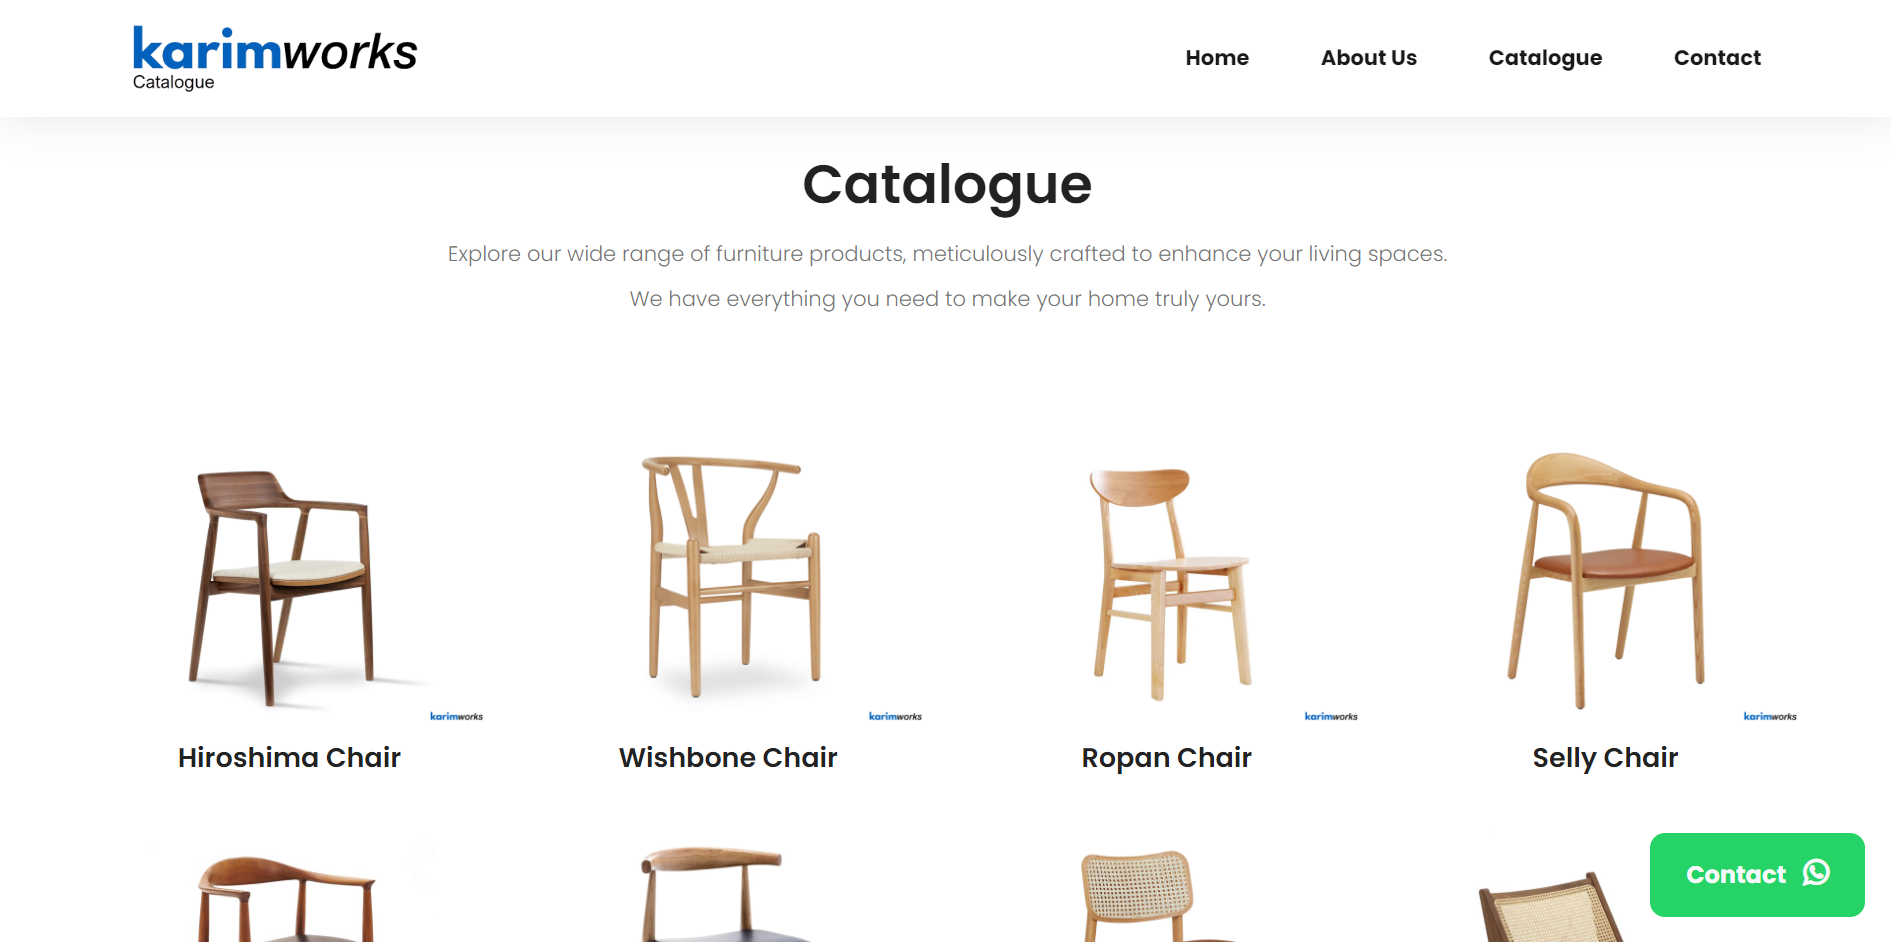 karimworks
Catalogue
Home About Us Catalogue Contact
Catalogue
Explore our wide range of furniture products, meticulously crafted to enhance your living spaces.
We have everything you need to make your home truly yours.
karimworks karimworks karimworks karimworks
Hiroshima Chair Wishbone Chair Ropan Chair Selly Chair
Contact